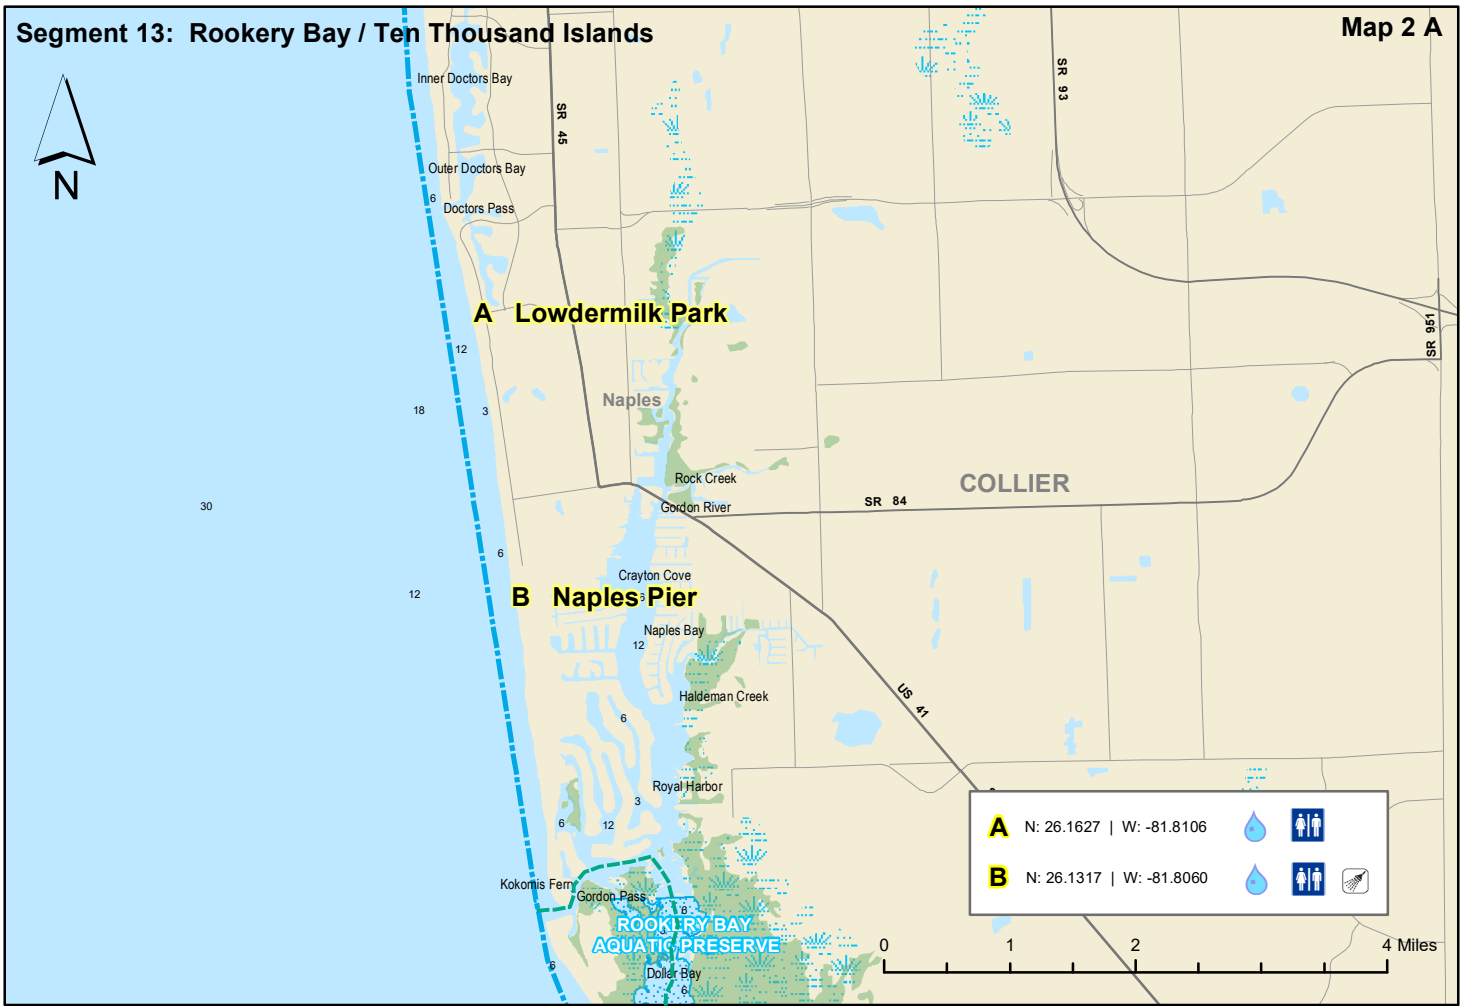 Segment 13: Rookery Bay / Ten Thousand Islands
Map 2 A
N
Inner Doctors Bay
SR 45
SR 93
Outer Doctors Bay
6
Doctors Pass
A Lowdermilk Park
SR 951
12
Naples
18
3
Rock Creek
COLLIER
SR 84
30
Gordon River
6
Crayton Cove
12
B Naples Pier
6
Naples Bay
12
Haldeman Creek
US 41
6
Royal Harbor
3
6
12
A N: 26.1627 | W: -81.8106
B N: 26.1317 | W: -81.8060
Kokomis Ferry
Gordon Pass
6
ROOKERY BAY
AQUATIC PRESERVE
3
6
Dollar Bay
6
0 1 2 4 Miles